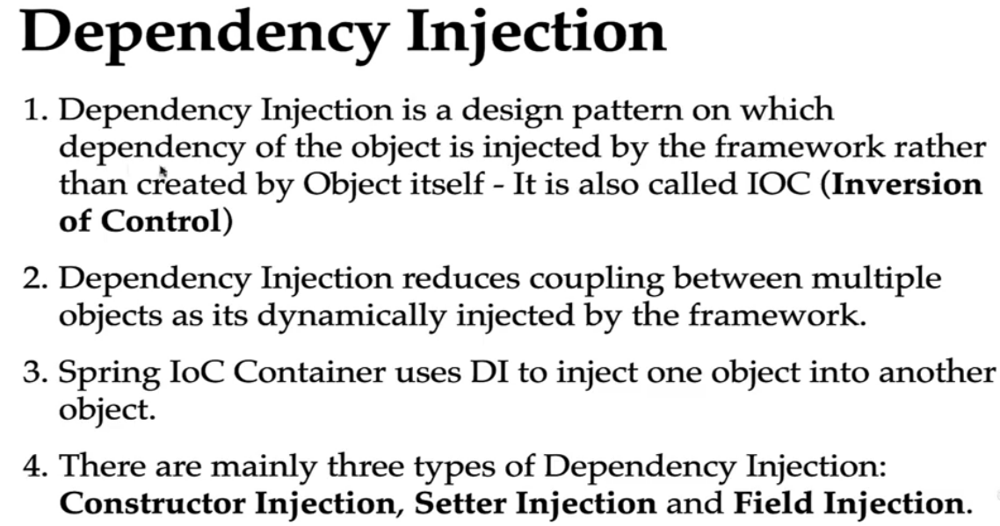 Dependency Injection
1. Dependency Injection is a design pattern on which
dependency of the object is injected by the framework rather
than created by Object itself - It is also called IOC (Inversion
of Control)
2. Dependency Injection reduces coupling between multiple
objects as its dynamically injected by the framework.
3. Spring IoC Container uses DI to inject one object into another
object.
4. There are mainly three types of Dependency Injection:
Constructor Injection, Setter Injection and Field Injection.